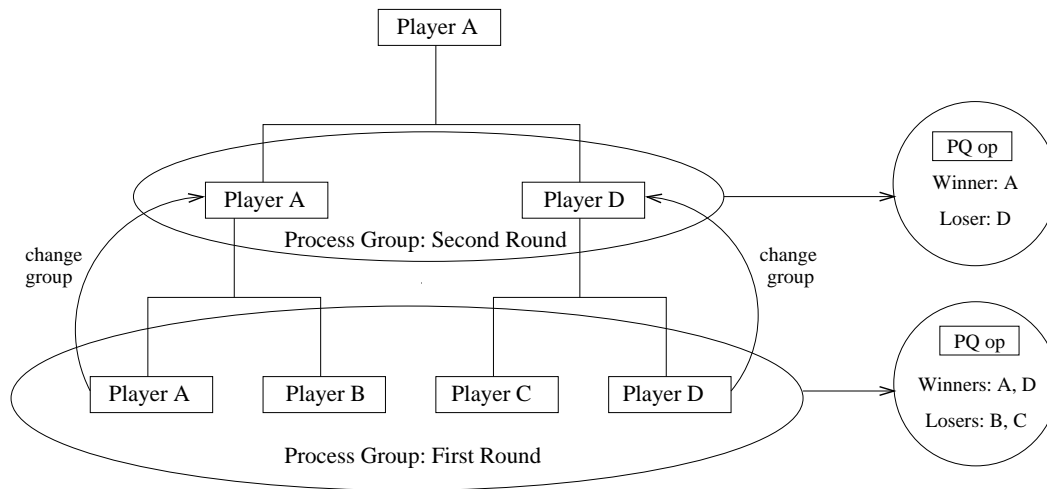 Player A
PQ op
Winner: A
Loser: D
Player A
Player D
Process Group: Second Round
change
group
change
group
PQ op
Winners: A, D
Losers: B, C
Player A
Player B
Player C
Player D
Process Group: First Round